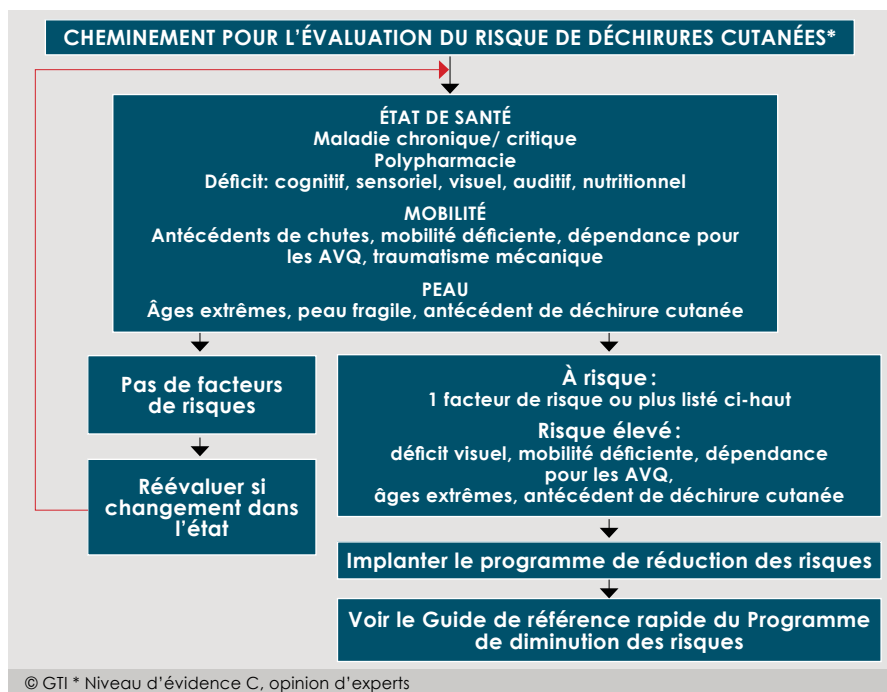 CHEMINEMENT POUR L'ÉVALUATION DU RISQUE DE DÉCHIRURES CUTANÉES*
ÉTAT DE SANTÉ
Maladie chronique/ critique
Polypharmacie
Déficit: cognitif, sensoriel, visuel, auditif, nutritionnel
MOBILITÉ
Antécédents de chutes, mobilité déficiente, dépendance pour
les AVQ, traumatisme mécanique
PEAU
Âges extrêmes, peau fragile, antécédent de déchirure cutanée
Pas de facteurs
de risques
Réévaluer si
changement dans
l'état
À risque :
1 facteur de risque ou plus listé ci-haut
Risque élevé :
déficit visuel, mobilité déficiente, dépendance
pour les AVQ,
âges extrêmes, antécédent de déchirure cutanée
Implanter le programme de réduction des risques
Voir le Guide de référence rapide du Programme
de diminution des risques
© GTI * Niveau d'évidence C, opinion d'experts